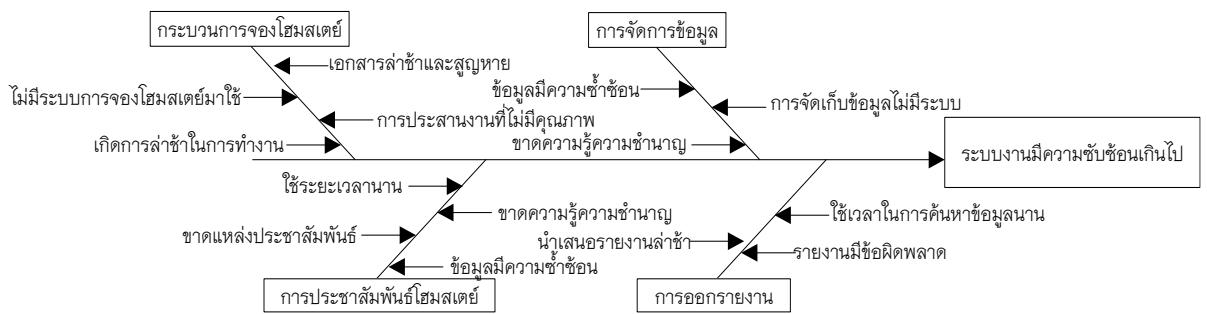 กระบวนการจองโฮมสเตย์
การจัดการข้อมูล
เอกสารล่าช้าและสูญหาย
ไม่มีระบบการจองโฮมสเตย์มาใช้
ข้อมูลมีความซ้ำซ้อน
การจัดเก็บข้อมูลไม่มีระบบ
การประสานงานที่ไม่มีคุณภาพ
เกิดการล่าช้าในการทำงาน
ขาดความรู้ความชำนาญ
ระบบงานมีความซับซ้อนเกินไป
ใช้ระยะเวลานาน
ขาดความรู้ความชำนาญ
ใช้เวลาในการค้นหาข้อมูลนาน
ขาดแหล่งประชาสัมพันธ์
นำเสนอรายงานล่าช้า
รายงานมีข้อผิดพลาด
ข้อมูลมีความซ้ำซ้อน
การประชาสัมพันธ์โฮมสเตย์
การออกรายงาน